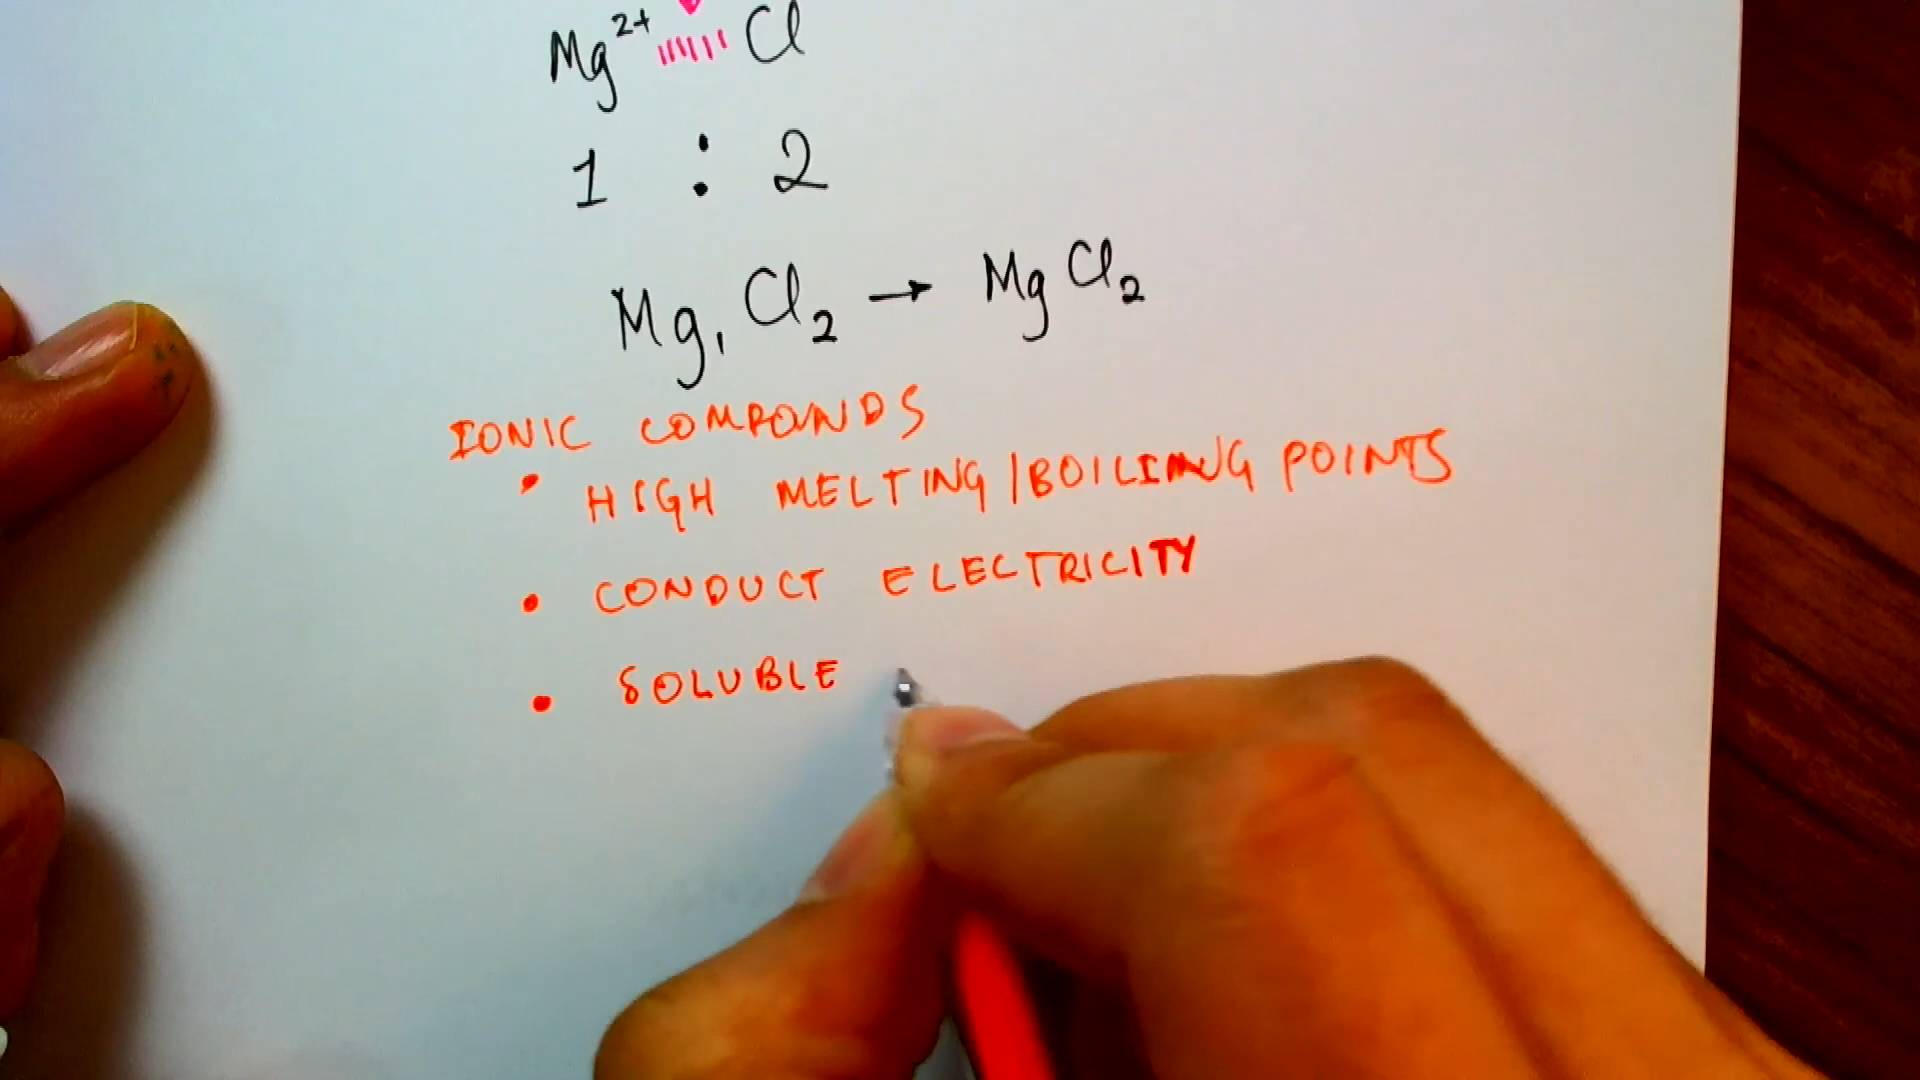 Mg²⁺ Cl
1 : 2
Mg₁ Cl₂ → MgCl₂
IONIC COMPOUNDS
• HIGH MELTING/BOILING POINTS
• CONDUCT ELECTRICITY
• SOLUBLE